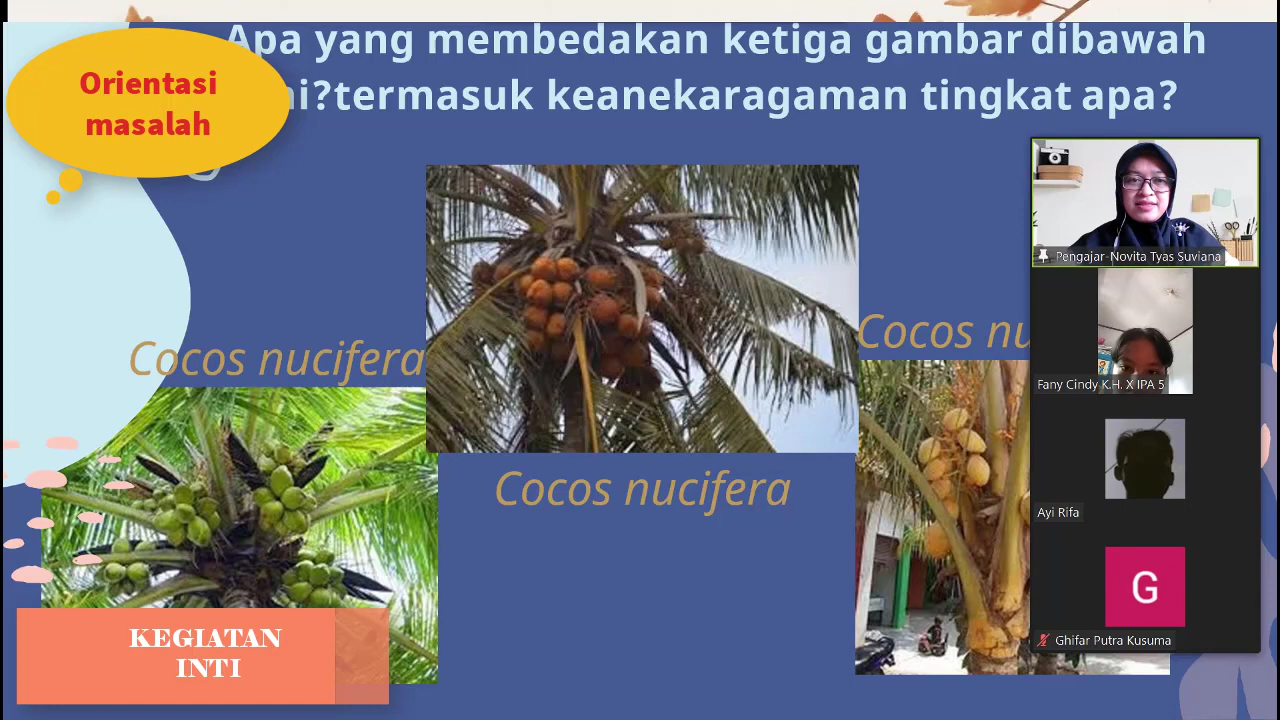 Apa yang membedakan ketiga gambar dibawah
ni?termasuk keanekaragaman tingkat apa?
Orientasi
masalah
Pengajar-Novita Tyas Suviana
Cocos nu
Cocos nucifera
Fany Cindy K.H. X IPA 5
Cocos nucifera
Ayi Rifa
G
Ghifar Putra Kusuma
KEGIATAN
INTI